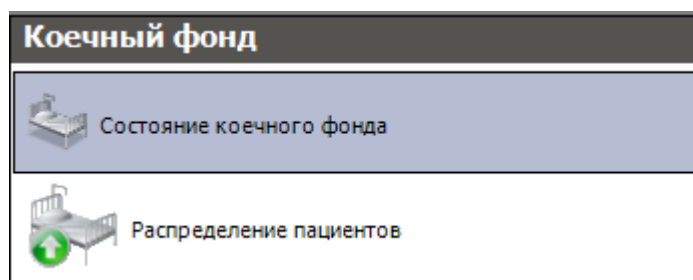 Коечный фонд
Состояние коечного фонда
Распределение пациентов